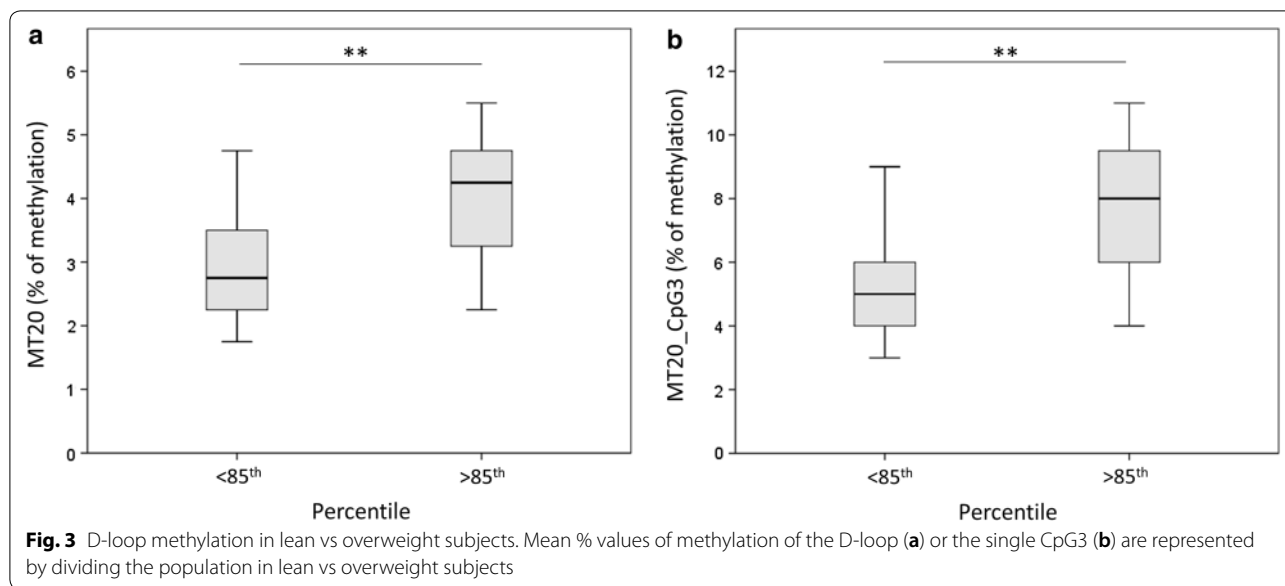 a
**
6
5
4
3
2
1
0
MT20 (% of methylation)
<85th
>85th
Percentile
b
**
12
10
8
6
4
2
0
MT20_CpG3 (% of methylation)
<85th
>85th
Percentile
Fig. 3 D-loop methylation in lean vs overweight subjects. Mean % values of methylation of the D-loop (a) or the single CpG3 (b) are represented
by dividing the population in lean vs overweight subjects